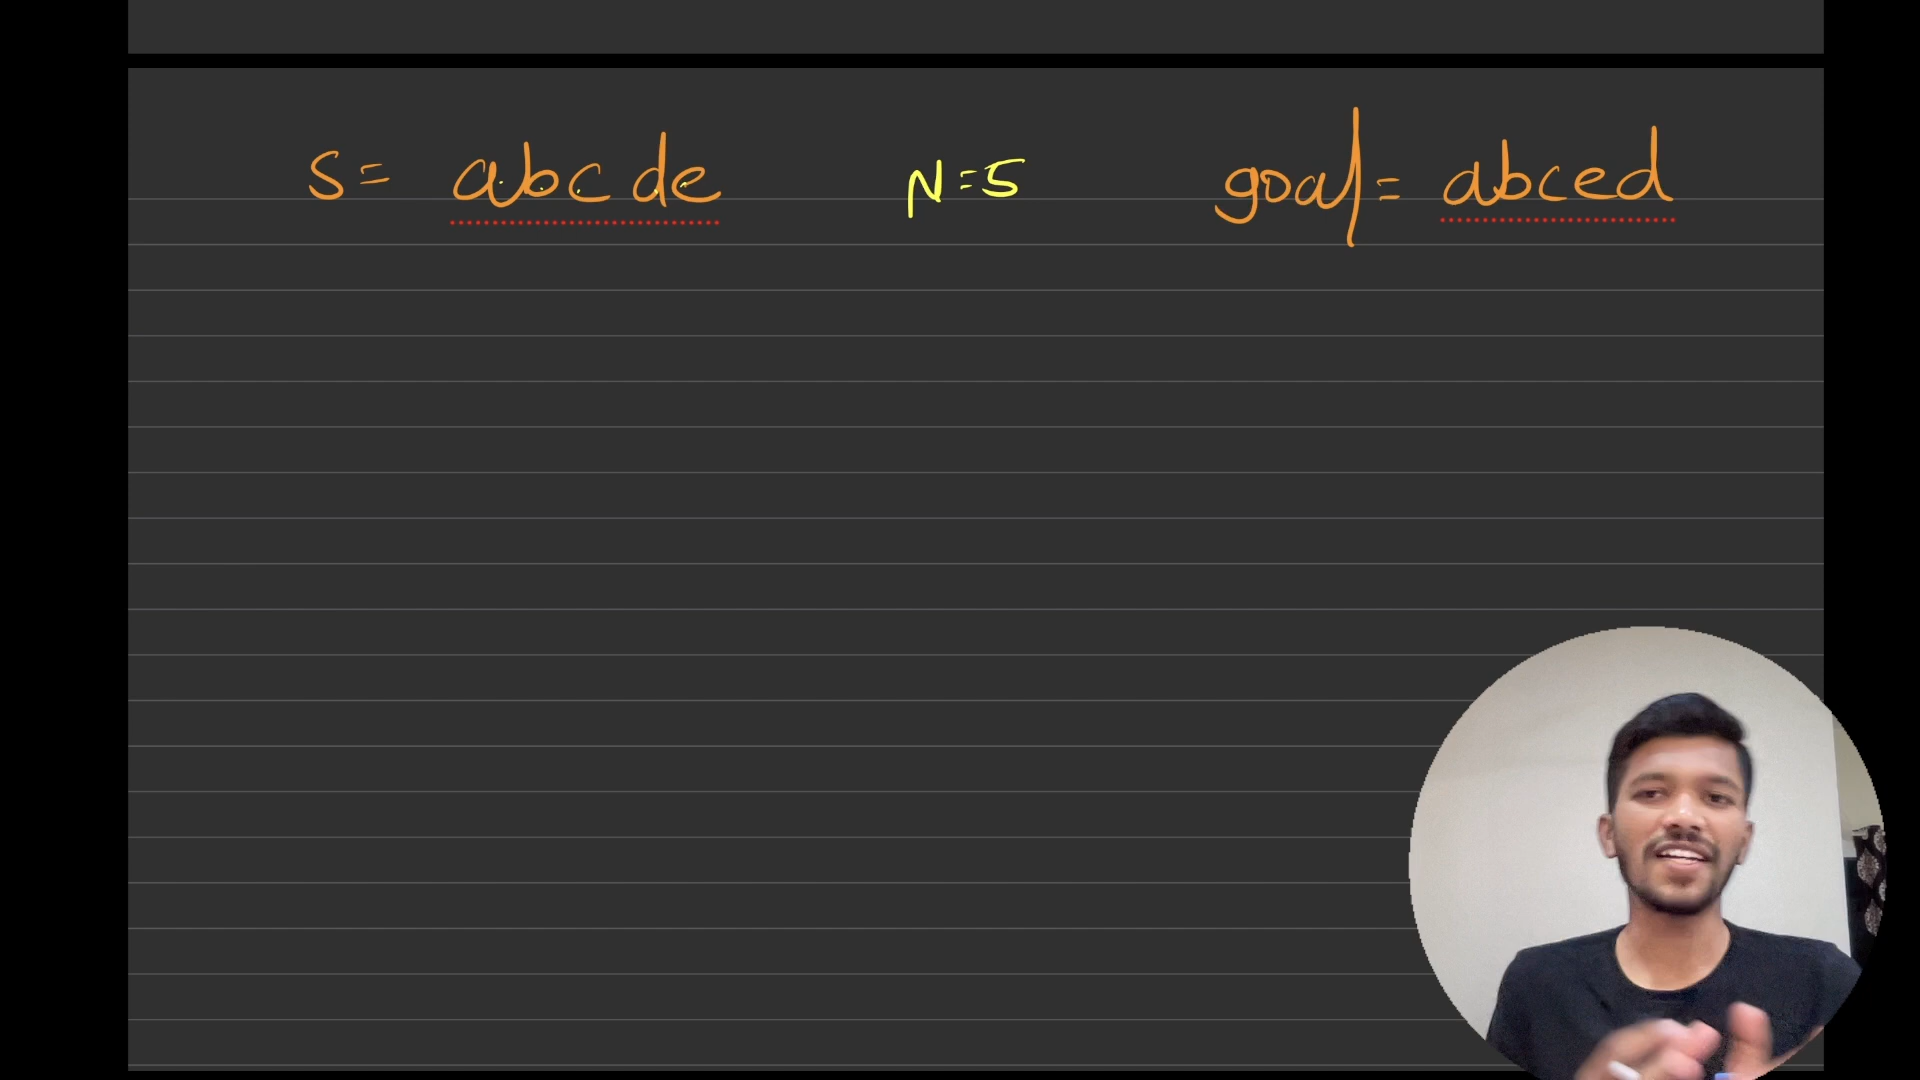 S = abcde N=5 goal = abced